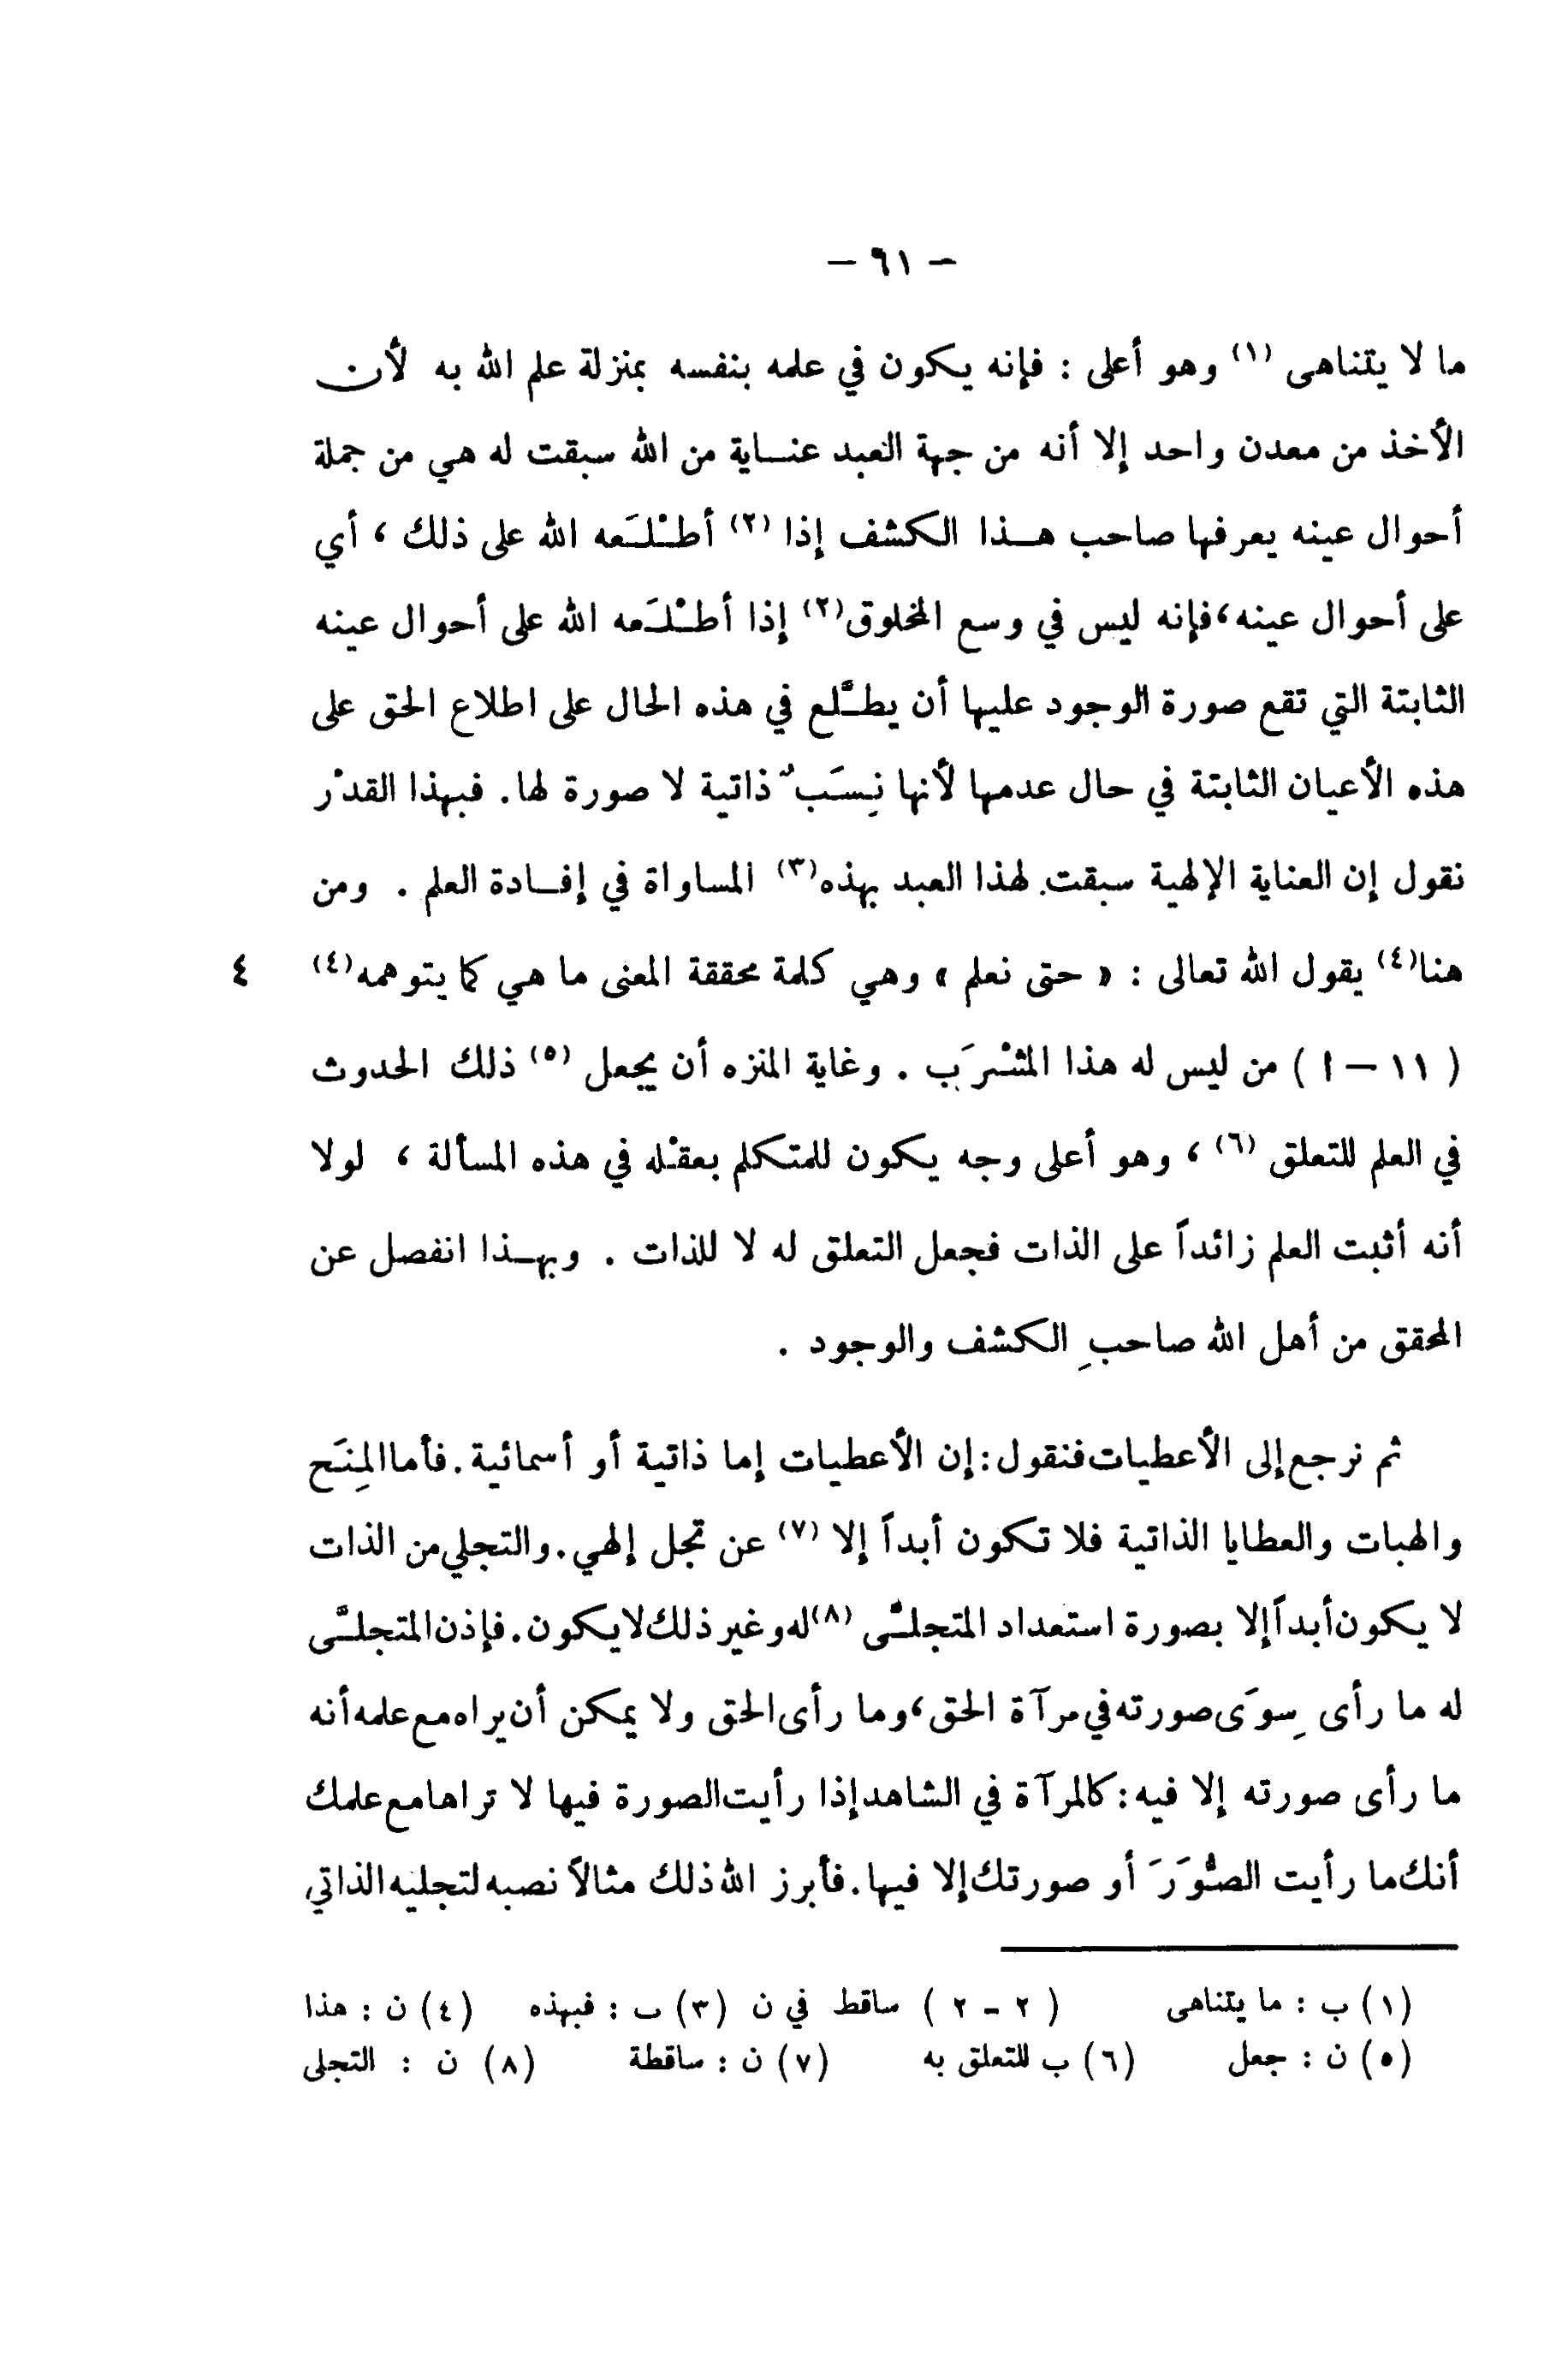 – ٦١ –
ما لا يتناهى (١) وهو أعلى : فإنه يكون في علمه بنفسه بمنزلة علم الله به لأن
الأخذ من معدن واحد إلا أنه من جهة العبد عنـاية من الله سبقت له هي من جملة
أحوال عينه يعرفها صاحب هـذا الكشف إذا (٢) أطْلَعه الله على ذلك ، أي
على أحوال عينه،فإنه ليس في وسع المخلوق(٢) إذا أطْلَعه الله على أحوال عينه
الثابتة التي تقع صورة الوجود عليها أن يطَّلع في هذه الحال على اطلاع الحق على
هذه الأعيان الثابتة في حال عدمها لأنها نِسَبٌ ذاتية لا صورة لها. فبهذا القدْر
نقول إن العناية الإلهية سبقت لهذا العبد بهذه(٣) المساواة في إفـادة العلم . ومن
هنا(٤) يقول الله تعالى : « حتى نعلم » وهي كلمة محققة المعنى ما هي كما يتوهمه(٤) ٤
( ١١ – ا ) من ليس له هذا المشْرَب . وغاية المنزه أن يجعل (٥) ذلك الحدوث
في العلم للتعلق (٦) ، وهو أعلى وجه يكون للمتكلم بعقْله في هذه المسألة ، لولا
أنه أثبت العلم زائداً على الذات فجعل التعلق له لا للذات . وبهـذا انفصل عن
المحقق من أهل الله صاحبِ الكشف والوجود .
ثم نرجع إلى الأعطيات فنقول: إن الأعطيات إما ذاتية أو أسمائية. فأما المِنَح
والهبات والعطايا الذاتية فلا تكون أبداً إلا (٧) عن تجل إلهي. والتجلي من الذات
لا يكون أبداً إلا بصورة استعداد المتجلَّى (٨) له وغير ذلك لا يكون. فإذن المتجلَّى
له ما رأى سِوَى صورته في مرآة الحق، وما رأى الحق ولا يمكن أن يراه مع علمه أنه
ما رأى صورته إلا فيه: كالمرآة في الشاهد إذا رأيت الصورة فيها لا تراها مع علمك
أنك ما رأيت الصُّوَرَ أو صورتك إلا فيها. فأبرز الله ذلك مثالاً نصبه لتجليه الذاتي
(١) ب : ما يتناهى ( ٢ – ٢ ) ساقط في ن (٣) ب : فبهذه (٤) ن : هذا
(٥) ن : جعل (٦) ب للتعلق به (٧) ن : ساقطة (٨) ن : التجلى